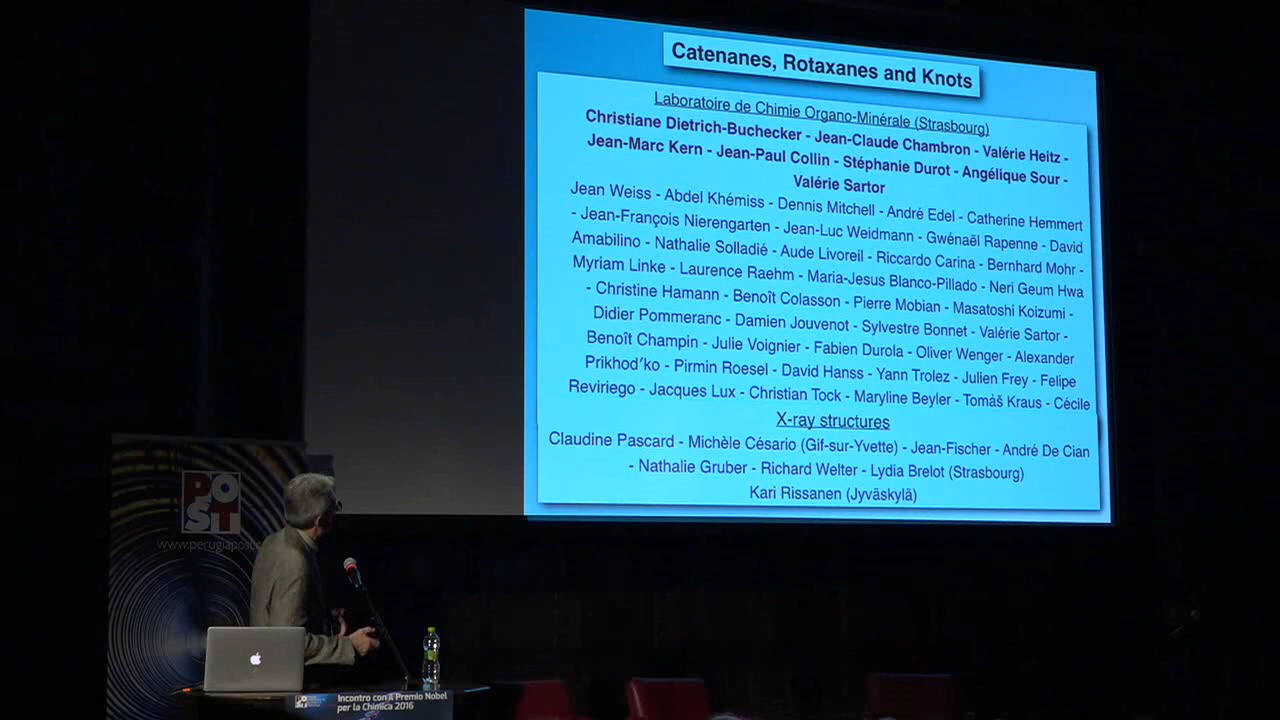 Catenanes, Rotaxanes and Knots
Laboratoire de Chimie Organo-Minérale (Strasbourg)
Christiane Dietrich-Buchecker - Jean-Claude Chambron - Valérie Heitz -
Jean-Marc Kern - Jean-Paul Collin - Stéphanie Durot - Angélique Sour -
Valérie Sartor
Jean Weiss - Abdel Khémiss - Dennis Mitchell - André Edel - Catherine Hemmert
- Jean-François Nierengarten - Jean-Luc Weidmann - Gwénaël Rapenne - David
Amabilino - Nathalie Solladié - Aude Livoreil - Riccardo Carina - Bernhard Mohr -
Myriam Linke - Laurence Raehm - Maria-Jesus Blanco-Pillado - Neri Geum Hwa
- Christine Hamann - Benoît Colasson - Pierre Mobian - Masatoshi Koizumi -
Didier Pommeranc - Damien Jouvenot - Sylvestre Bonnet - Valérie Sartor -
Benoît Champin - Julie Voignier - Fabien Durola - Oliver Wenger - Alexander
Prikhod'ko - Pirmin Roesel - David Hanss - Yann Trolez - Julien Frey - Felipe
Reviriego - Jacques Lux - Christian Tock - Maryline Beyler - Tomáš Kraus - Cécile
X-ray structures
Claudine Pascard - Michèle Césario (Gif-sur-Yvette) - Jean-Fischer - André De Cian
- Nathalie Gruber - Richard Welter - Lydia Brelot (Strasbourg)
Kari Rissanen (Jyväskylä)
PO
ST
www.perugiapost.
Incontro con il Premio Nobel
per la Chimica 2016